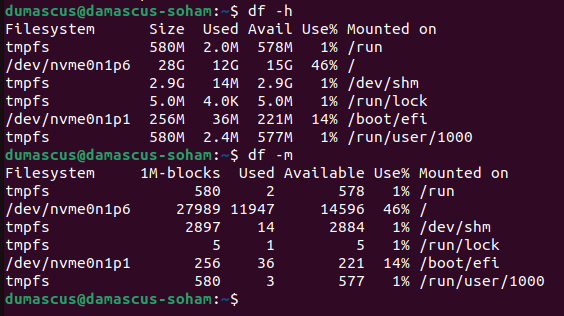 dumascus@damascus-soham:~$ df -h
Filesystem      Size  Used Avail Use% Mounted on
tmpfs           580M  2.0M  578M   1% /run
/dev/nvme0n1p6   28G   12G   15G  46% /
tmpfs           2.9G   14M  2.9G   1% /dev/shm
tmpfs           5.0M  4.0K  5.0M   1% /run/lock
/dev/nvme0n1p1  256M   36M  221M  14% /boot/efi
tmpfs           580M  2.4M  577M   1% /run/user/1000
dumascus@damascus-soham:~$ df -m
Filesystem     1M-blocks  Used Available Use% Mounted on
tmpfs                580     2       578   1% /run
/dev/nvme0n1p6     27989 11947     14596  46% /
tmpfs               2897    14      2884   1% /dev/shm
tmpfs                  5     1         5   1% /run/lock
/dev/nvme0n1p1       256    36       221  14% /boot/efi
tmpfs                580     3       577   1% /run/user/1000
dumascus@damascus-soham:~$